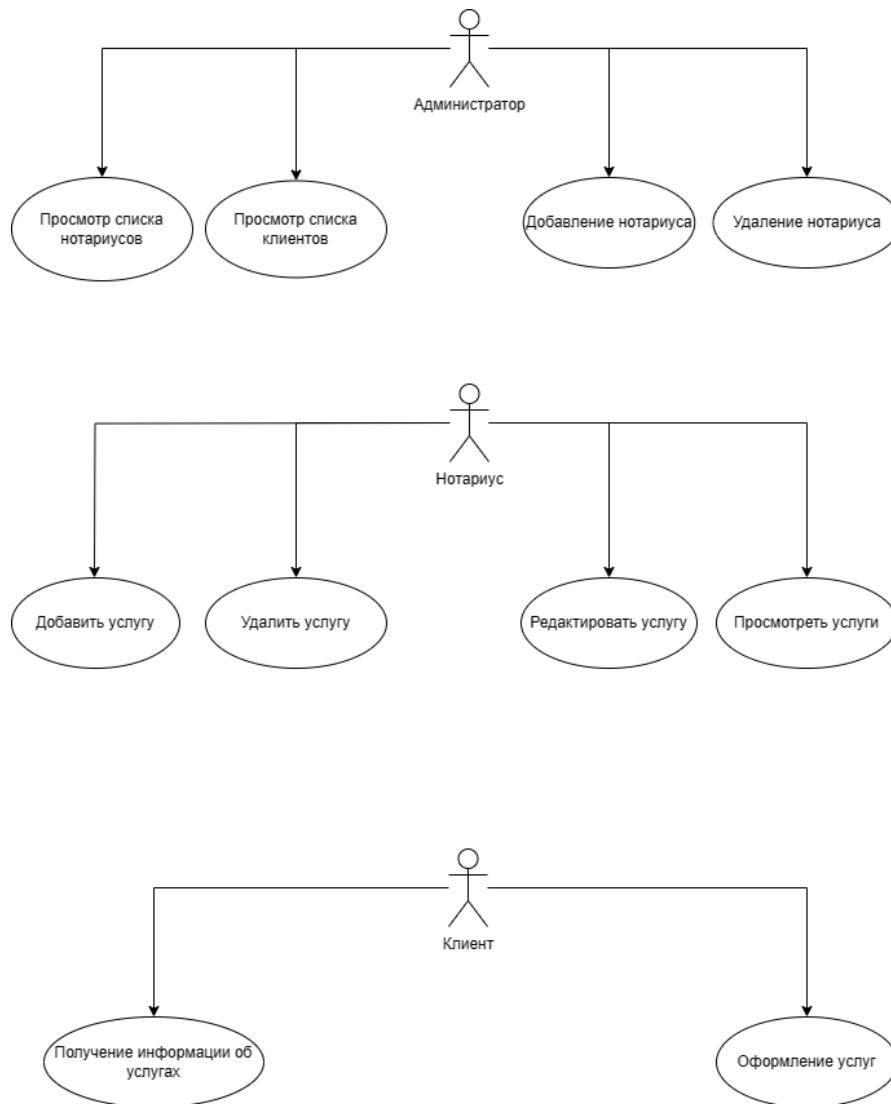 Администратор
Просмотр списка
нотариусов
Просмотр списка
клиентов
Добавление нотариуса
Удаление нотариуса
Нотариус
Добавить услугу
Удалить услугу
Редактировать услугу
Просмотреть услуги
Клиент
Получение информации об
услугах
Оформление услуг